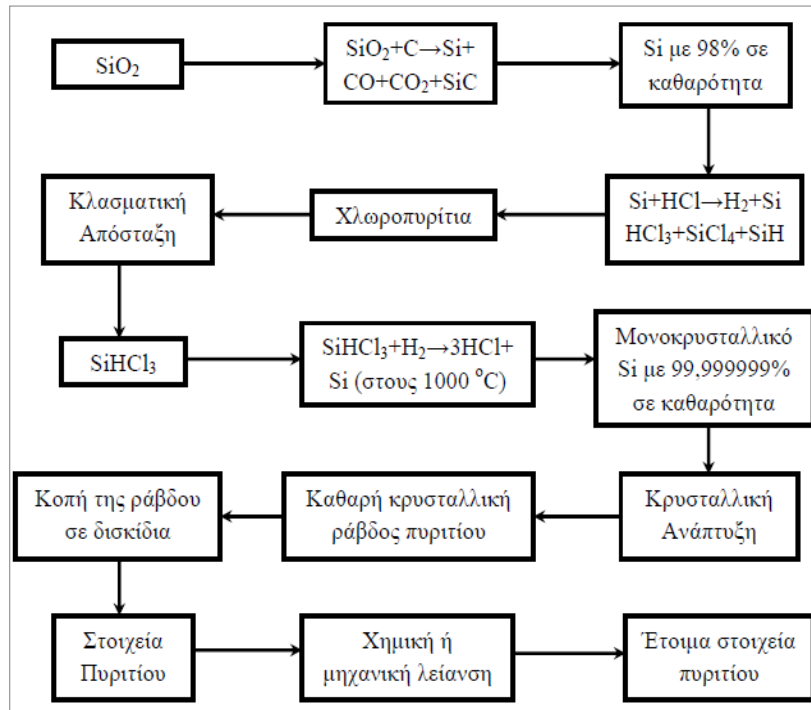 SiO₂
SiO₂+C→Si+
CO+CO₂+SiC
Si με 98% σε
καθαρότητα
Si+HCl→H₂+Si
HCl₃+SiCl₄+SiH
Χλωροπυρίτια
Κλασματική
Απόσταξη
SiHCl₃
SiHCl₃+H₂→3HCl+
Si (στους 1000 °C)
Μονοκρυσταλλικό
Si με 99,999999%
σε καθαρότητα
Κρυσταλλική
Ανάπτυξη
Καθαρή κρυσταλλική
ράβδος πυριτίου
Κοπή της ράβδου
σε δισκίδια
Στοιχεία
Πυριτίου
Χημική ή
μηχανική λείανση
Έτοιμα στοιχεία
πυριτίου